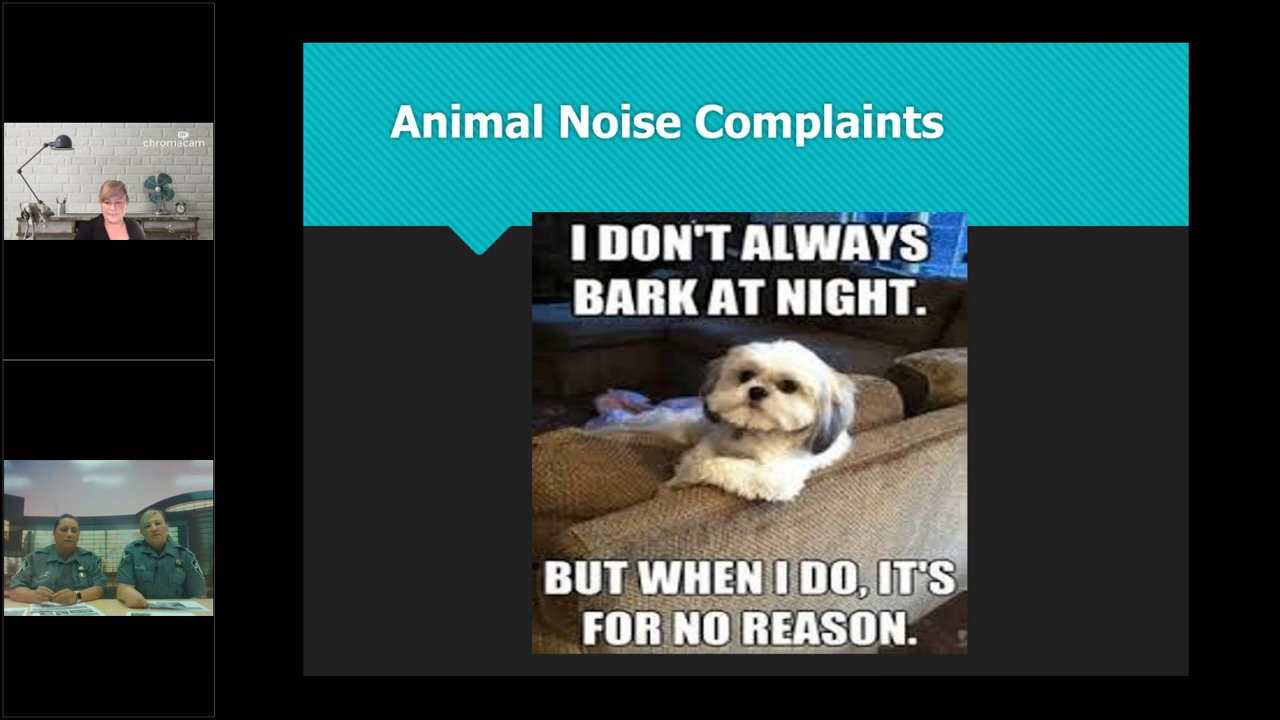 chromacam
Animal Noise Complaints
I DON'T ALWAYS
BARK AT NIGHT.
BUT WHEN I DO, IT'S
FOR NO REASON.